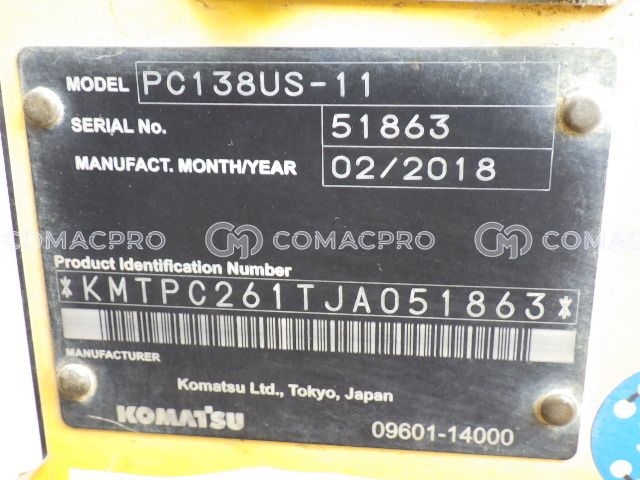 MODEL PC138US-11
SERIAL No. 51863
MANUFACT. MONTH/YEAR 02/2018
COMACPRO COMACPRO COMACPRO
Product Identification Number
*KMTPC261TJA051863*
MANUFACTURER
Komatsu Ltd., Tokyo, Japan
KOMATSU 09601-14000